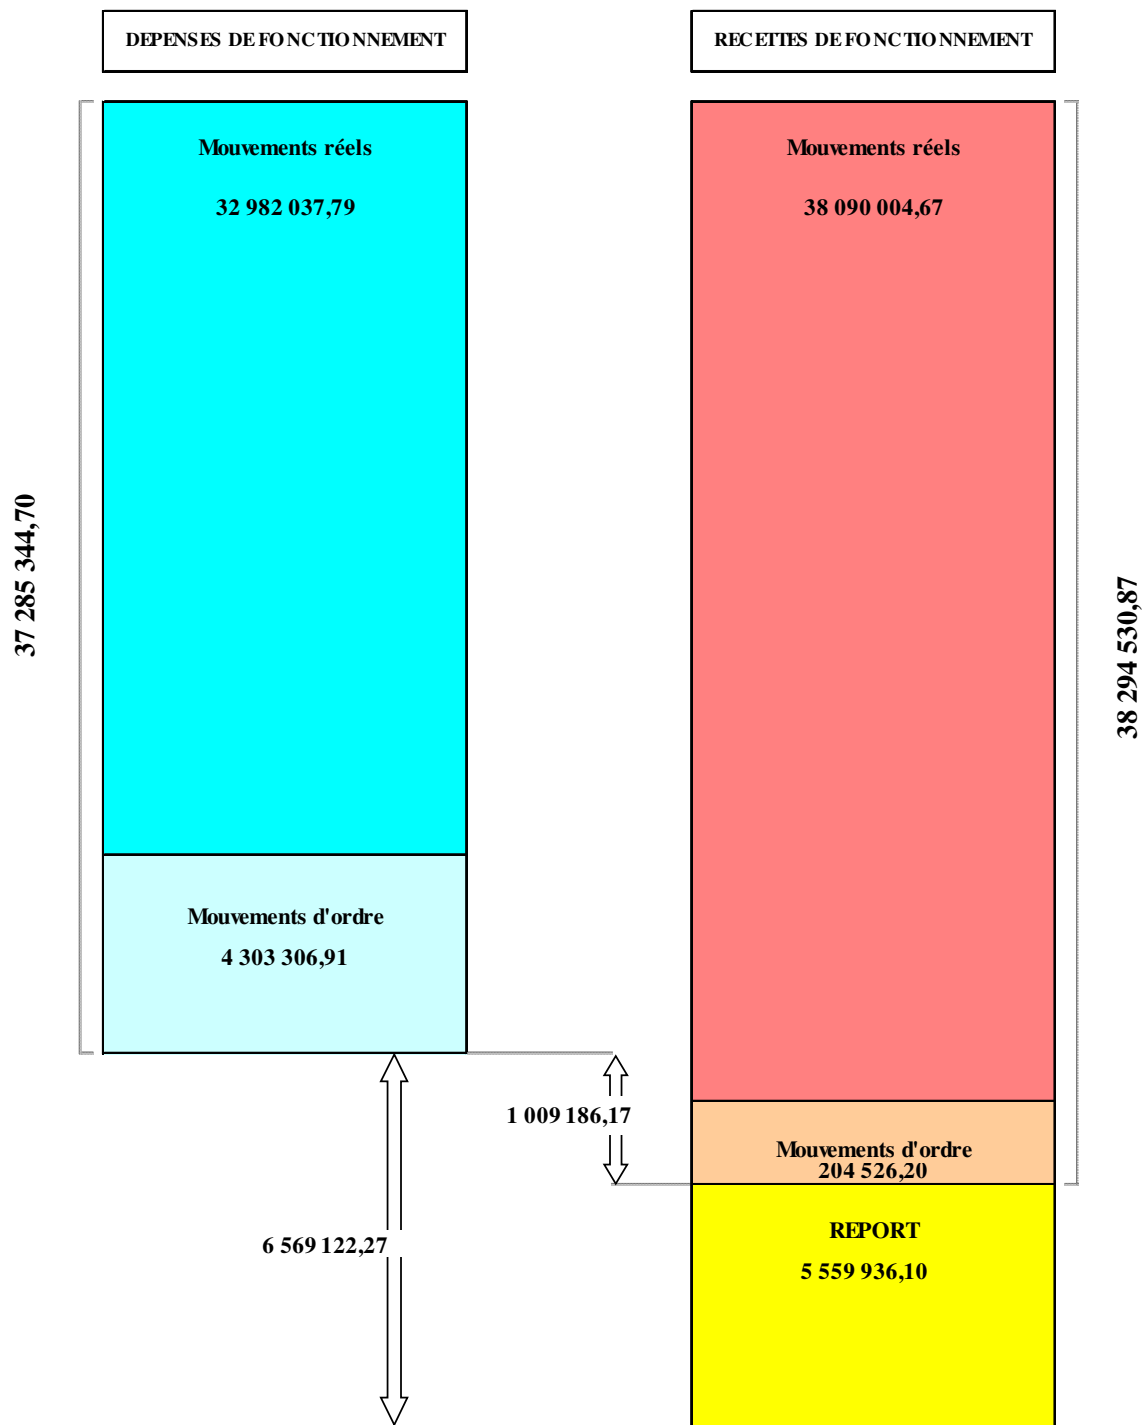 DEPENSES DE FONCTIONNEMENT
RECETTES DE FONCTIONNEMENT
Mouvements réels
32 982 037,79
Mouvements réels
38 090 004,67
37 285 344,70
38 294 530,87
Mouvements d'ordre
4 303 306,91
1 009 186,17
Mouvements d'ordre
204 526,20
6 569 122,27
REPORT
5 559 936,10